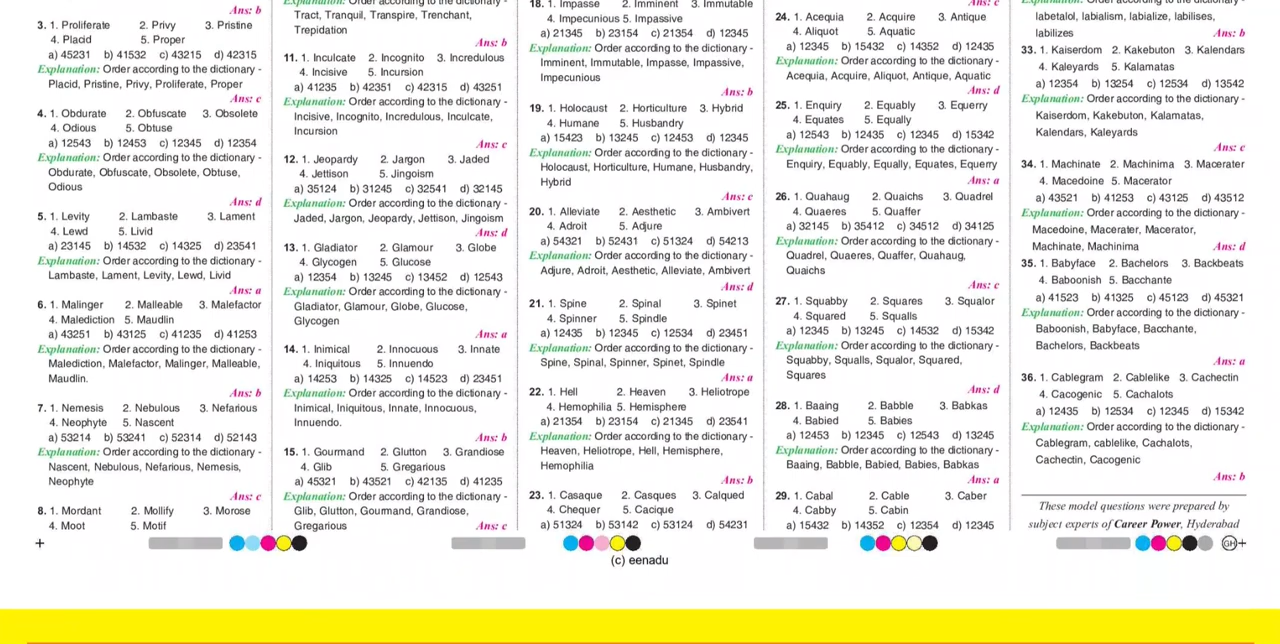 Ans: b
3. 1. Proliferate 2. Privy 3. Pristine
4. Placid 5. Proper
a) 45231 b) 41532 c) 43215 d) 42315
Explanation: Order according to the dictionary -
Placid, Pristine, Privy, Proliferate, Proper
Ans: c
4. 1. Obdurate 2. Obfuscate 3. Obsolete
4. Odious 5. Obtuse
a) 12543 b) 12453 c) 12345 d) 12354
Explanation: Order according to the dictionary -
Obdurate, Obfuscate, Obsolete, Obtuse,
Odious
Ans: d
5. 1. Levity 2. Lambaste 3. Lament
4. Lewd 5. Livid
a) 23145 b) 14532 c) 14325 d) 23541
Explanation: Order according to the dictionary -
Lambaste, Lament, Levity, Lewd, Livid
Ans: a
6. 1. Malinger 2. Malleable 3. Malefactor
4. Malediction 5. Maudlin
a) 43251 b) 43125 c) 41235 d) 41253
Explanation: Order according to the dictionary -
Malediction, Malefactor, Malinger, Malleable,
Maudlin.
Ans: b
7. 1. Nemesis 2. Nebulous 3. Nefarious
4. Neophyte 5. Nascent
a) 53214 b) 53241 c) 52314 d) 52143
Explanation: Order according to the dictionary -
Nascent, Nebulous, Nefarious, Nemesis,
Neophyte
Ans: c
8. 1. Mordant 2. Mollify 3. Morose
4. Moot 5. Motif
Explanation: Order according to the dictionary -
Tract, Tranquil, Transpire, Trenchant,
Trepidation
Ans: b
11. 1. Inculcate 2. Incognito 3. Incredulous
4. Incisive 5. Incursion
a) 41235 b) 42351 c) 42315 d) 43251
Explanation: Order according to the dictionary -
Incisive, Incognito, Incredulous, Inculcate,
Incursion
Ans: c
12. 1. Jeopardy 2. Jargon 3. Jaded
4. Jettison 5. Jingoism
a) 35124 b) 31245 c) 32541 d) 32145
Explanation: Order according to the dictionary -
Jaded, Jargon, Jeopardy, Jettison, Jingoism
Ans: d
13. 1. Gladiator 2. Glamour 3. Globe
4. Glycogen 5. Glucose
a) 12354 b) 13245 c) 13452 d) 12543
Explanation: Order according to the dictionary -
Gladiator, Glamour, Globe, Glucose,
Glycogen
Ans: a
14. 1. Inimical 2. Innocuous 3. Innate
4. Iniquitous 5. Innuendo
a) 14253 b) 14325 c) 14523 d) 23451
Explanation: Order according to the dictionary -
Inimical, Iniquitous, Innate, Innocuous,
Innuendo.
Ans: b
15. 1. Gourmand 2. Glutton 3. Grandiose
4. Glib 5. Gregarious
a) 45321 b) 43521 c) 42135 d) 41235
Explanation: Order according to the dictionary -
Glib, Glutton, Goumand, Grandiose,
Gregarious
Ans: c
18. 1. Impasse 2. Imminent 3. Immutable
4. Impecunious 5. Impassive
a) 21345 b) 23154 c) 21354 d) 12345
Explanation: Order according to the dictionary -
Imminent, Immutable, Impasse, Impassive,
Impecunious
Ans: b
19. 1. Holocaust 2. Horticulture 3. Hybrid
4. Humane 5. Husbandry
a) 15423 b) 13245 c) 12453 d) 12345
Explanation: Order according to the dictionary -
Holocaust, Horticulture, Humane, Husbandry,
Hybrid
Ans: c
20. 1. Alleviate 2. Aesthetic 3. Ambivert
4. Adroit 5. Adjure
a) 54321 b) 52431 c) 51324 d) 54213
Explanation: Order according to the dictionary -
Adjure, Adroit, Aesthetic, Alleviate, Ambivert
Ans: d
21. 1. Spine 2. Spinal 3. Spinet
4. Spinner 5. Spindle
a) 12435 b) 12345 c) 12534 d) 23451
Explanation: Order according to the dictionary -
Spine, Spinal, Spinner, Spinet, Spindle
Ans: a
22. 1. Hell 2. Heaven 3. Heliotrope
4. Hemophilia 5. Hemisphere
a) 21354 b) 23154 c) 21345 d) 23541
Explanation: Order according to the dictionary -
Heaven, Heliotrope, Hell, Hemisphere,
Hemophilia
Ans: b
23. 1. Casaque 2. Casques 3. Calqued
4. Chequer 5. Cacique
a) 51324 b) 53142 c) 53124 d) 54231
Ans: c
24. 1. Acequia 2. Acquire 3. Antique
4. Aliquot 5. Aquatic
a) 12345 b) 15432 c) 14352 d) 12435
Explanation: Order according to the dictionary -
Acequia, Acquire, Aliquot, Antique, Aquatic
Ans: d
25. 1. Enquiry 2. Equably 3. Equerry
4. Equates 5. Equally
a) 12543 b) 12435 c) 12345 d) 15342
Explanation: Order according to the dictionary -
Enquiry, Equably, Equally, Equates, Equerry
Ans: a
26. 1. Quahaug 2. Quaichs 3. Quadrel
4. Quaeres 5. Quaffer
a) 32145 b) 35412 c) 34512 d) 34125
Explanation: Order according to the dictionary -
Quadrel, Quaeres, Quaffer, Quahaug,
Quaichs
Ans: c
27. 1. Squabby 2. Squares 3. Squalor
4. Squared 5. Squalls
a) 12345 b) 13245 c) 14532 d) 15342
Explanation: Order according to the dictionary -
Squabby, Squalls, Squalor, Squared,
Squares
Ans: d
28. 1. Baaing 2. Babble 3. Babkas
4. Babied 5. Babies
a) 12453 b) 12345 c) 12543 d) 13245
Explanation: Order according to the dictionary -
Baaing, Babble, Babied, Babies, Babkas
Ans: a
29. 1. Cabal 2. Cable 3. Caber
4. Cabby 5. Cabin
a) 15432 b) 14352 c) 12354 d) 12345
Explanation: Order according to the dictionary -
labetalol, labialism, labialize, labilises,
labilizes
Ans: b
33. 1. Kaiserdom 2. Kakebuton 3. Kalendars
4. Kaleyards 5. Kalamatas
a) 12354 b) 13254 c) 12534 d) 13542
Explanation: Order according to the dictionary-
Kaiserdom, Kakebuton, Kalamatas,
Kalendars, Kaleyards
Ans: c
34. 1. Machinate 2. Machinima 3. Macerater
4. Macedoine 5. Macerator
a) 43521 b) 41253 c) 43125 d) 43512
Explanation: Order according to the dictionary-
Macedoine, Macerater, Macerator,
Machinate, Machinima
Ans: d
35. 1. Babyface 2. Bachelors 3. Backbeats
4. Baboonish 5. Bacchante
a) 41523 b) 41325 c) 45123 d) 45321
Explanation: Order according to the dictionary -
Baboonish, Babyface, Bacchante,
Bachelors, Backbeats
Ans: a
36. 1. Cablegram 2. Cablelike 3. Cachectin
4. Cacogenic 5. Cachalots
a) 12435 b) 12534 c) 12345 d) 15342
Explanation: Order according to the dictionary -
Cablegram, cablelike, Cachalots,
Cachectin, Cacogenic
Ans: b
These model questions were prepared by
subject experts of Career Power, Hyderabad
GH
(c) eenadu